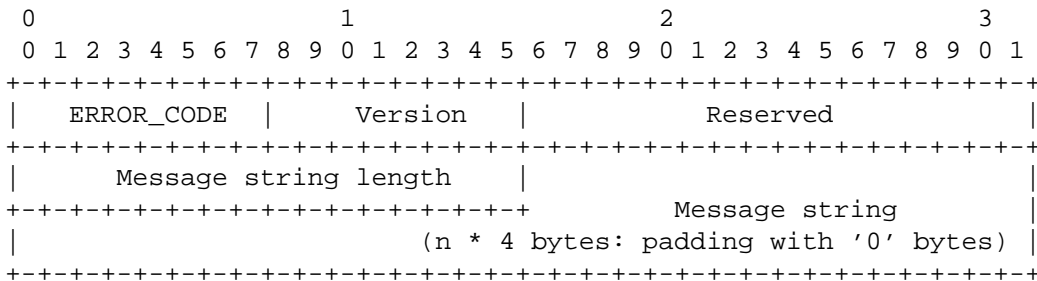 0                   1                   2                   3
 0 1 2 3 4 5 6 7 8 9 0 1 2 3 4 5 6 7 8 9 0 1 2 3 4 5 6 7 8 9 0 1
+-+-+-+-+-+-+-+-+-+-+-+-+-+-+-+-+-+-+-+-+-+-+-+-+-+-+-+-+-+-+-+-+
|   ERROR_CODE  |     Version   |           Reserved            |
+-+-+-+-+-+-+-+-+-+-+-+-+-+-+-+-+-+-+-+-+-+-+-+-+-+-+-+-+-+-+-+-+
|      Message string length    |                               |
+-+-+-+-+-+-+-+-+-+-+-+-+-+-+-+-+         Message string        |
|                         (n * 4 bytes: padding with ’0’ bytes) |
+-+-+-+-+-+-+-+-+-+-+-+-+-+-+-+-+-+-+-+-+-+-+-+-+-+-+-+-+-+-+-+-+